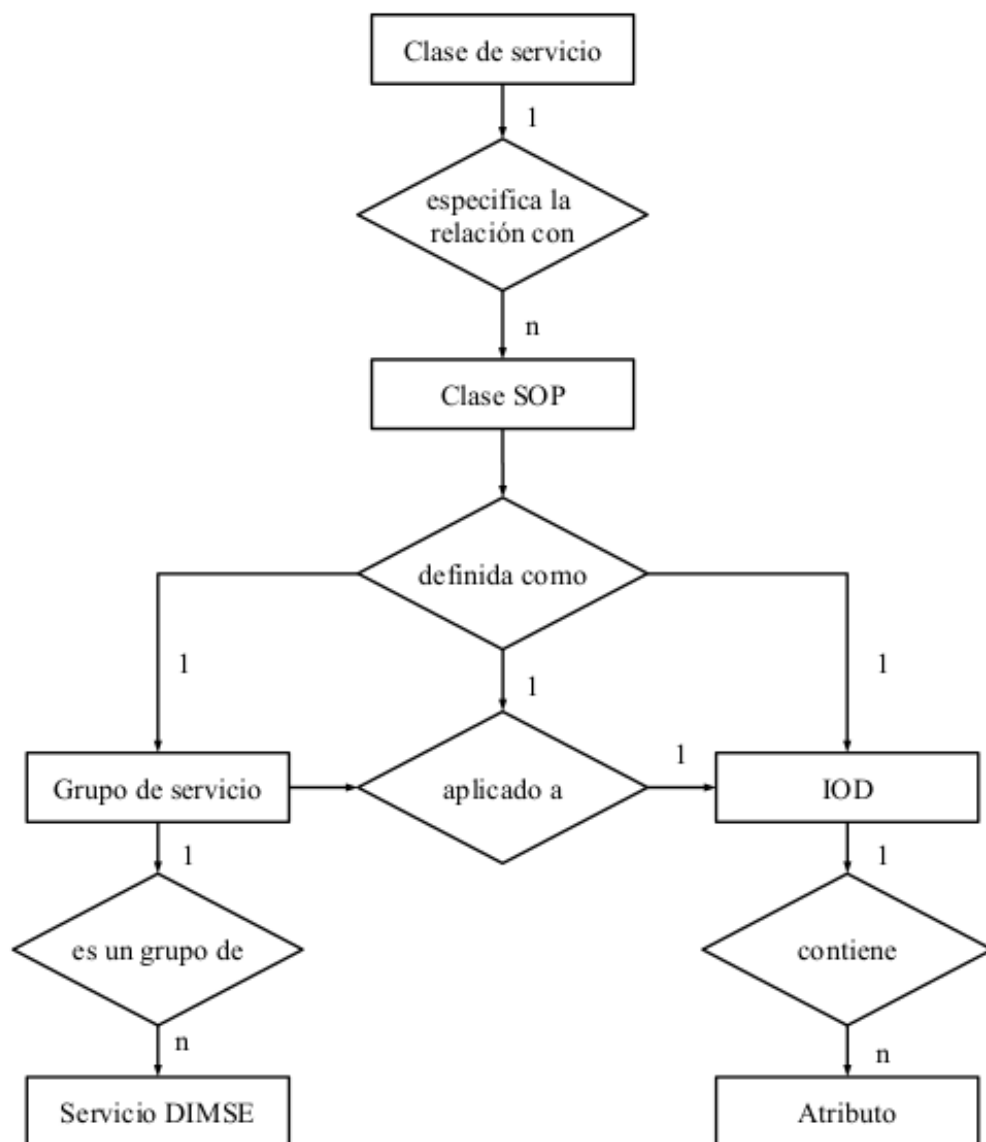 Clase de servicio
1
especifica la
relación con
n
Clase SOP
definida como
1
1
1
Grupo de servicio
aplicado a
1
IOD
1
1
es un grupo de
contiene
n
n
Servicio DIMSE
Atributo